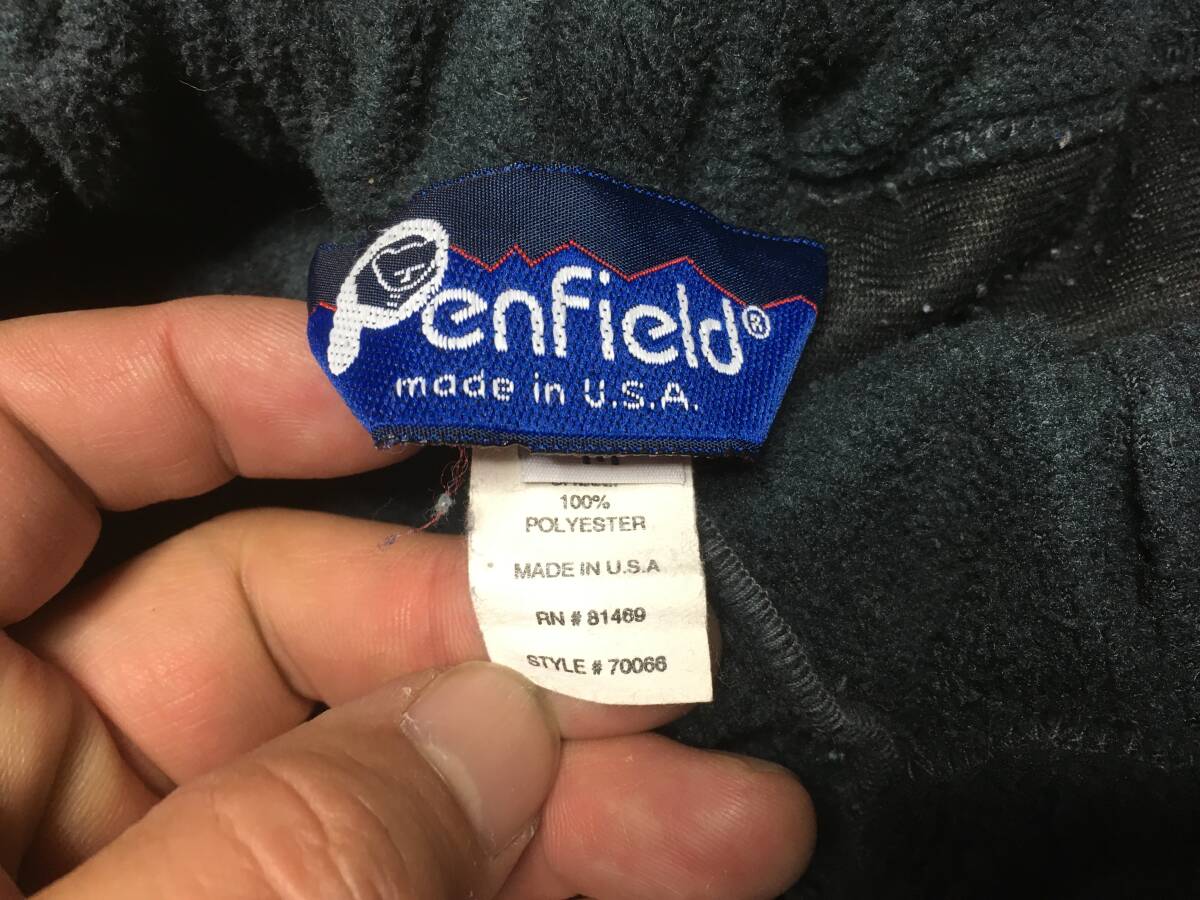 Penfield®
made in U.S.A.
100%
POLYESTER
MADE IN U.S.A
RN # 81469
STYLE # 70066